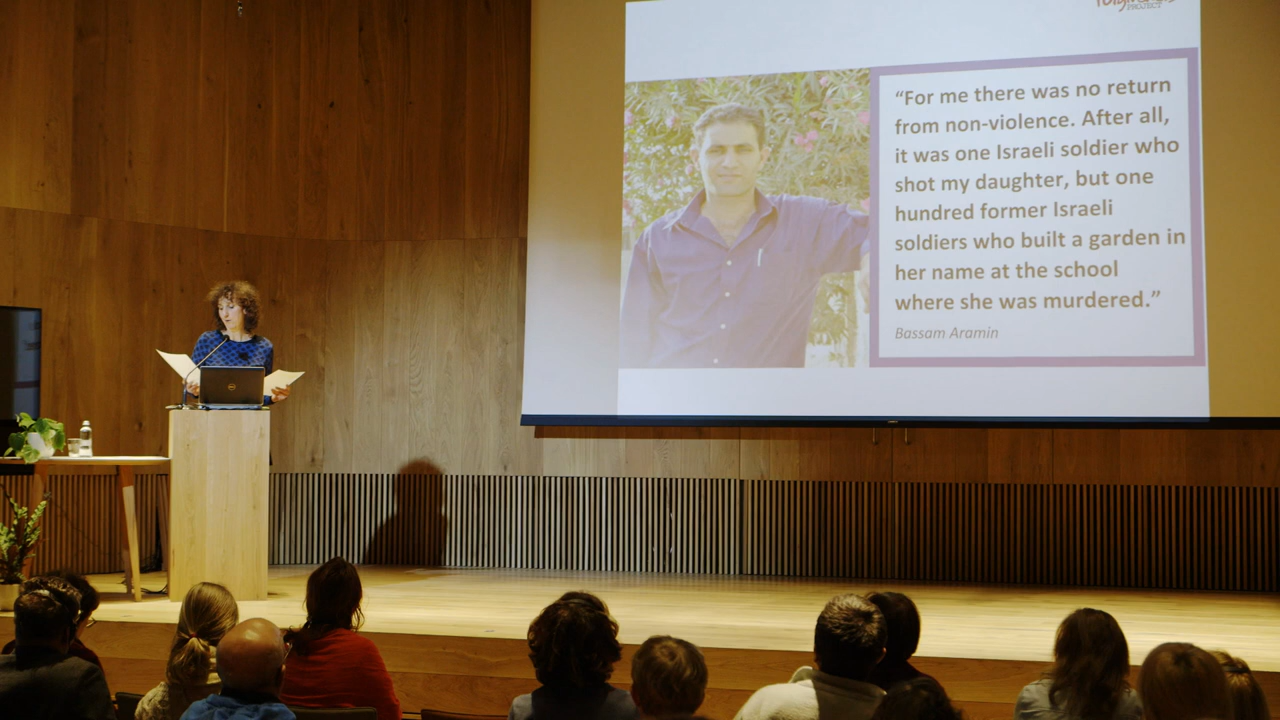 PROJECT
“For me there was no return
from non-violence. After all,
it was one Israeli soldier who
shot my daughter, but one
hundred former Israeli
soldiers who built a garden in
her name at the school
where she was murdered.”
Bassam Aramin
DELL